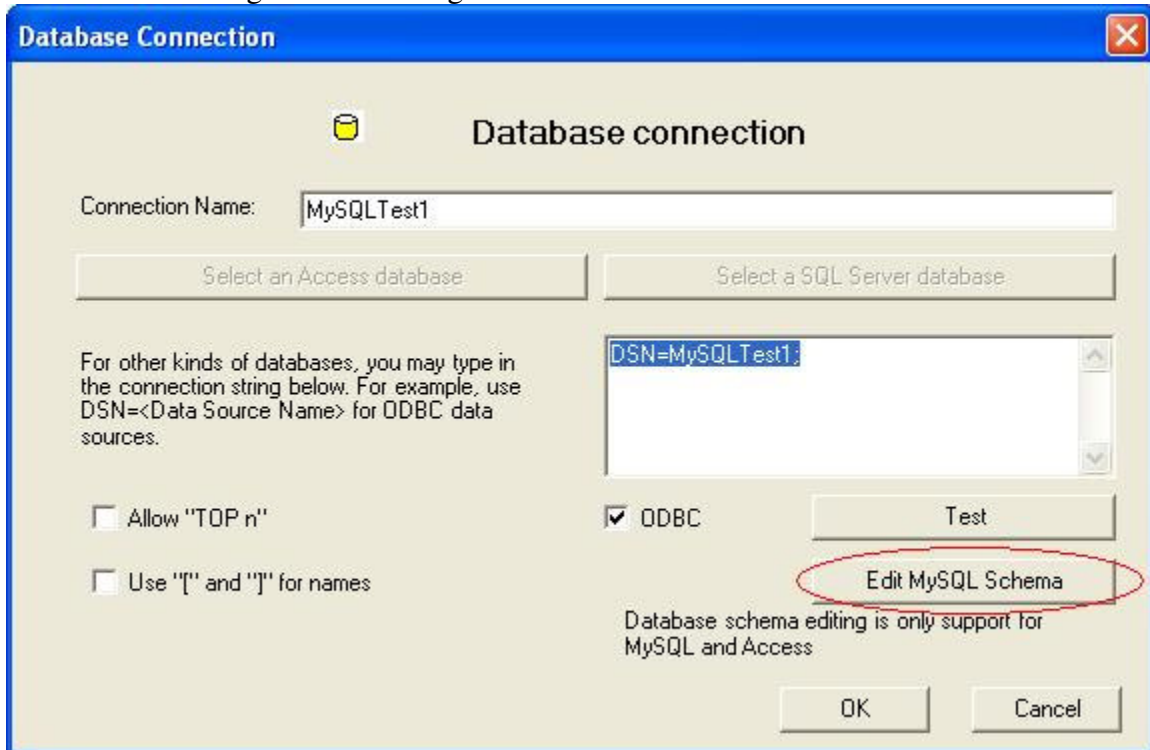 Database Connection
Database connection
Connection Name: MySQLTest1
Select an Access database Select a SQL Server database
For other kinds of databases, you may type in
the connection string below. For example, use
DSN=<Data Source Name> for ODBC data
sources.
DSN=MySQLTest1;
Allow "TOP n" ODBC Test
Use "[" and "]" for names Edit MySQL Schema
Database schema editing is only support for
MySQL and Access
OK Cancel